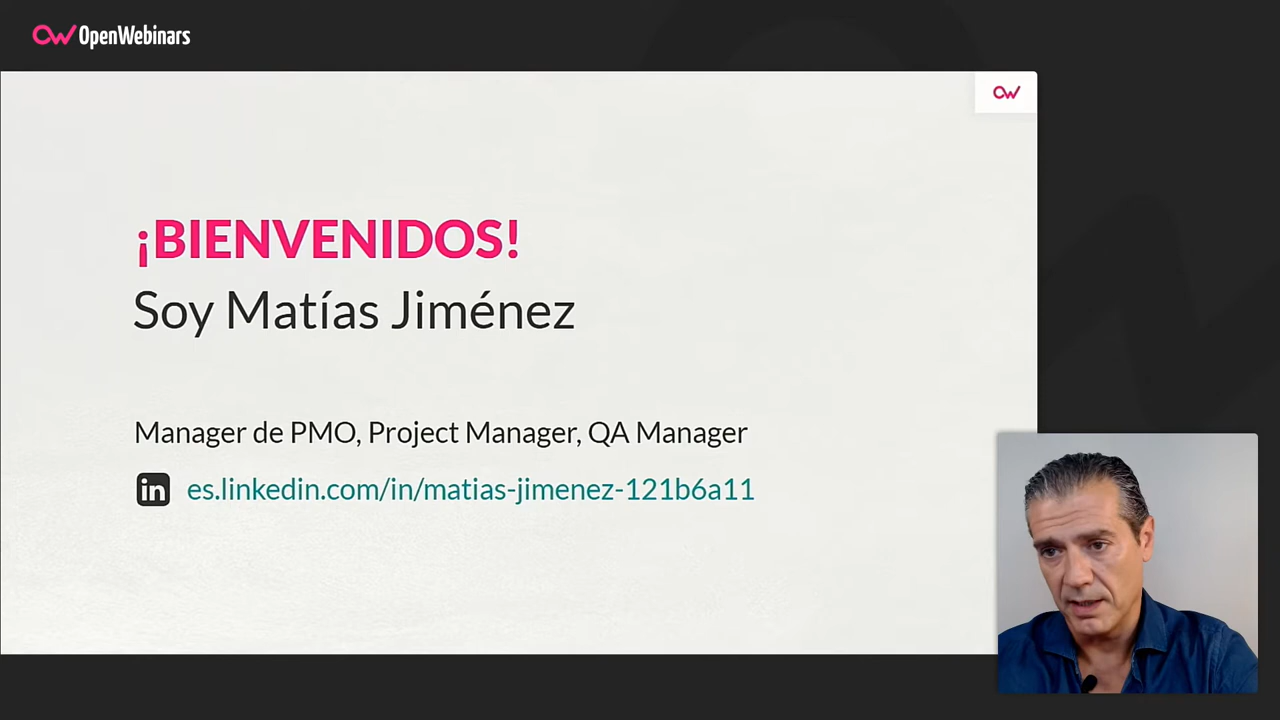 OpenWebinars
¡BIENVENIDOS!
Soy Matías Jiménez
Manager de PMO, Project Manager, QA Manager
in es.linkedin.com/in/matias-jimenez-121b6a11